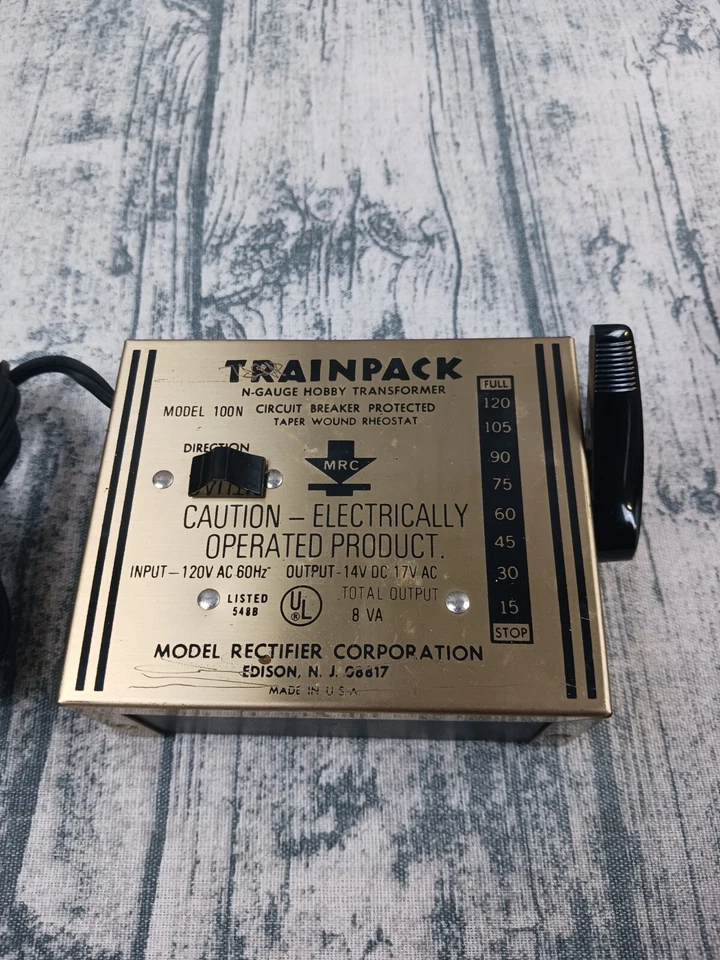 TRAINPACK
N-GAUGE HOBBY TRANSFORMER
MODEL 100N CIRCUIT BREAKER PROTECTED
TAPER WOUND RHEOSTAT
DIRECTION
MRC
CAUTION – ELECTRICALLY
OPERATED PRODUCT.
INPUT–120V AC 60Hz OUTPUT-14V DC 17V AC
LISTED
548B
UL
TOTAL OUTPUT
8 VA
MODEL RECTIFIER CORPORATION
EDISON, N. J. 08817
MADE IN U.S.A.
FULL
120
105
90
75
60
45
30
15
STOP